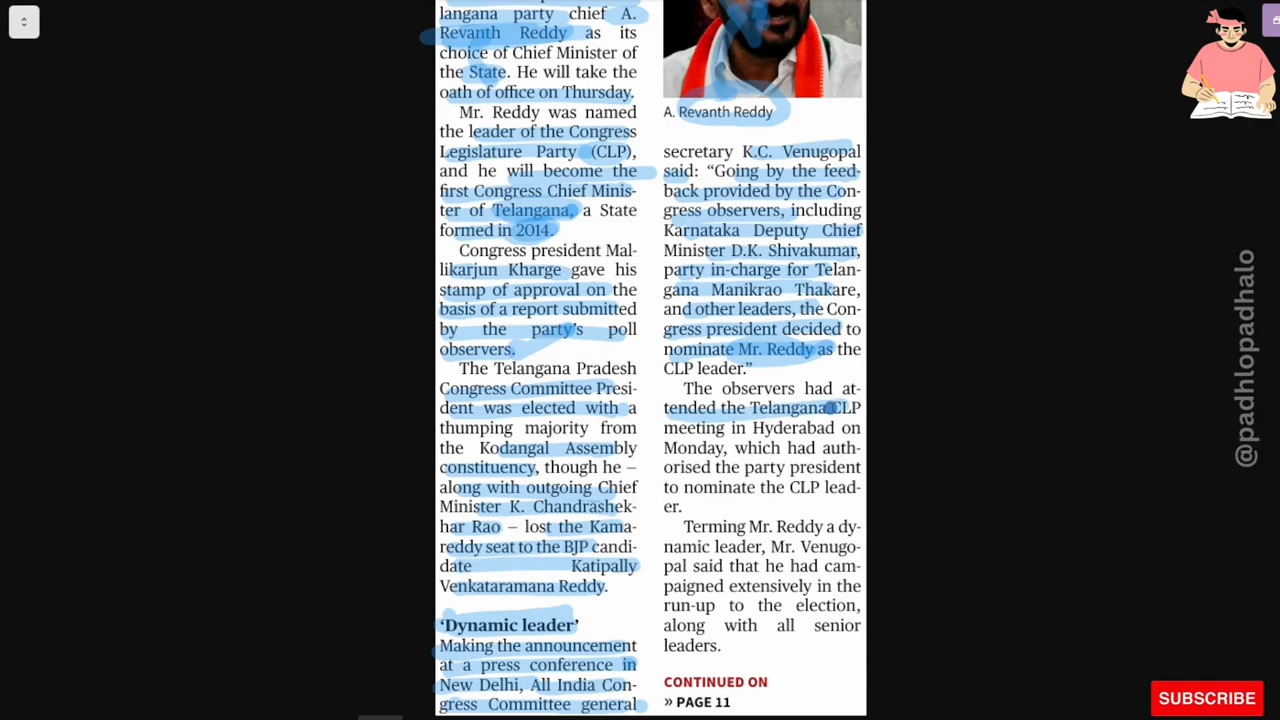 langana party chief A.
Revanth Reddy as its
choice of Chief Minister of
the State. He will take the
oath of office on Thursday.
Mr. Reddy was named
the leader of the Congress
Legislature Party (CLP),
and he will become the
first Congress Chief Minis-
ter of Telangana, a State
formed in 2014.
Congress president Mal-
likarjun Kharge gave his
stamp of approval on the
basis of a report submitted
by the party's poll
observers.
The Telangana Pradesh
Congress Committee Presi-
dent was elected with a
thumping majority from
the Kodangal Assembly
constituency, though he –
along with outgoing Chief
Minister K. Chandrashek-
har Rao – lost the Kama-
reddy seat to the BJP candi-
date Katipally
Venkataramana Reddy.
‘Dynamic leader’
Making the announcement
at a press conference in
New Delhi, All India Con-
gress Committee general
A. Revanth Reddy
secretary K.C. Venugopal
said: “Going by the feed-
back provided by the Con-
gress observers, including
Karnataka Deputy Chief
Minister D.K. Shivakumar,
party in-charge for Telan-
gana Manikrao Thakare,
and other leaders, the Con-
gress president decided to
nominate Mr. Reddy as the
CLP leader.”
The observers had at-
tended the Telangana CLP
meeting in Hyderabad on
Monday, which had auth-
orised the party president
to nominate the CLP lead-
er.
Terming Mr. Reddy a dy-
namic leader, Mr. Venugo-
pal said that he had cam-
paigned extensively in the
run-up to the election,
along with all senior
leaders.
CONTINUED ON
» PAGE 11
@padhlopadhalo
SUBSCRIBE